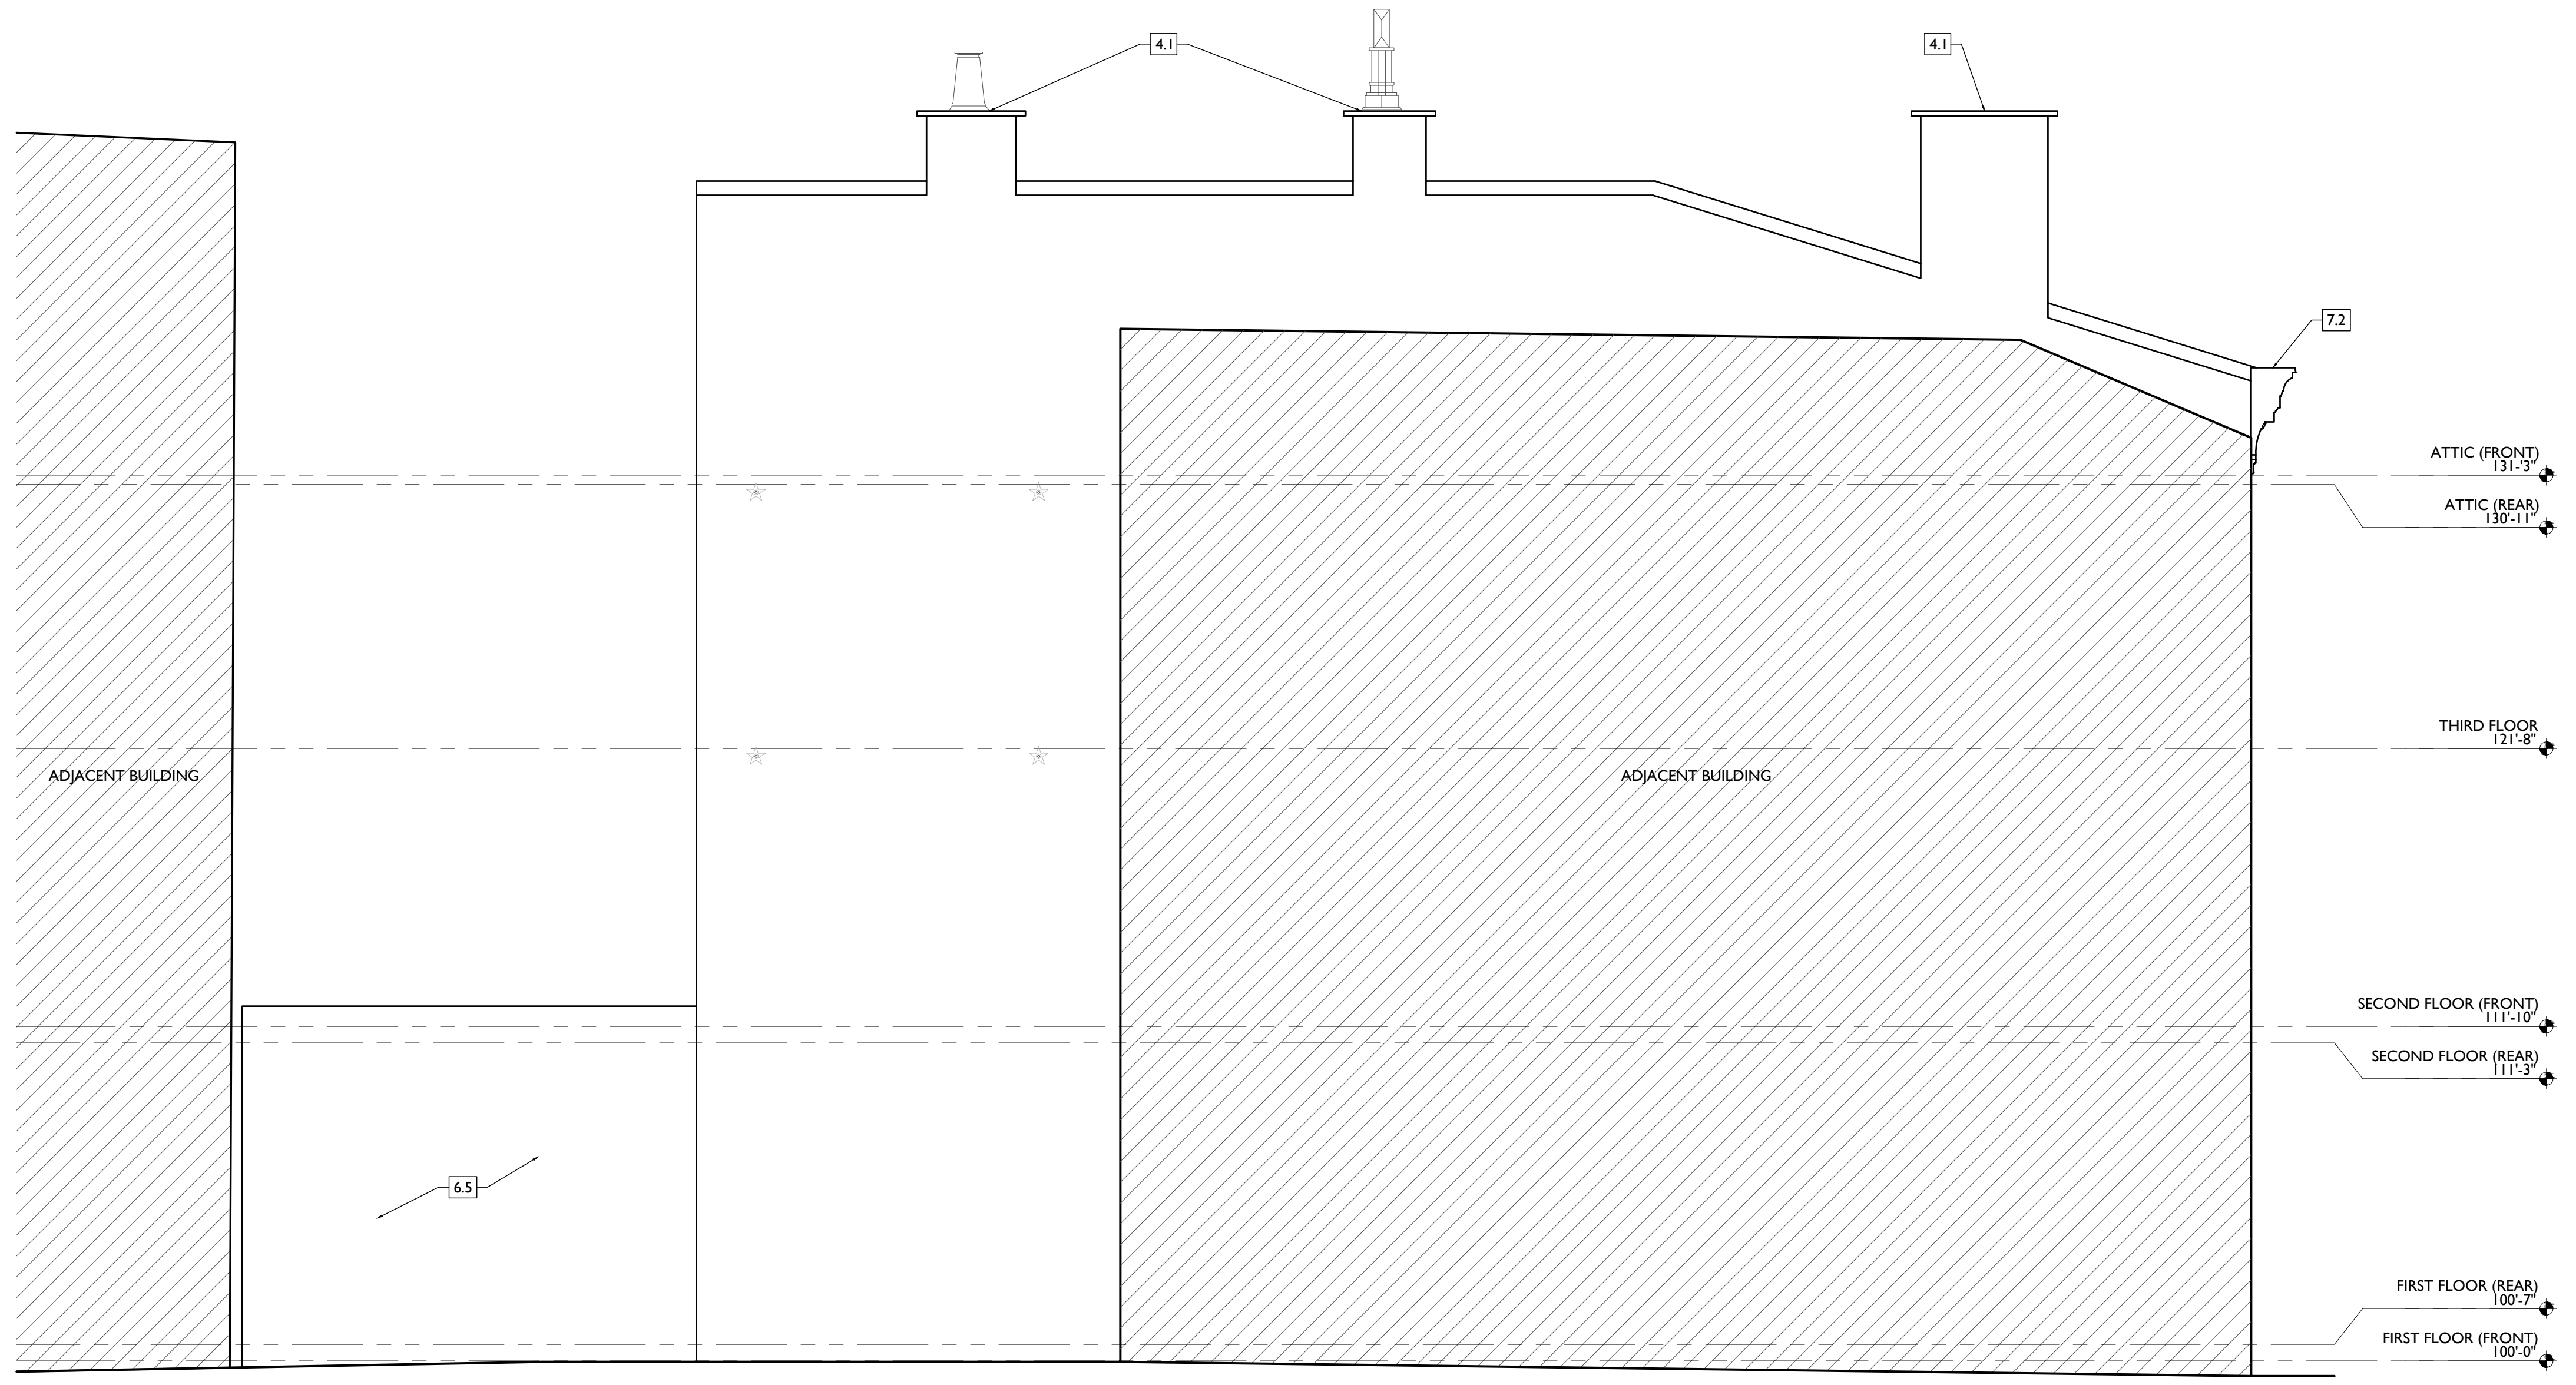 4.1
4.1
7.2
ATTIC (FRONT)
131-'3"
ATTIC (REAR)
130'-11"
THIRD FLOOR
121'-8"
ADJACENT BUILDING
ADJACENT BUILDING
SECOND FLOOR (FRONT)
111'-10"
SECOND FLOOR (REAR)
111'-3"
6.5
FIRST FLOOR (REAR)
100'-7"
FIRST FLOOR (FRONT)
100'-0"